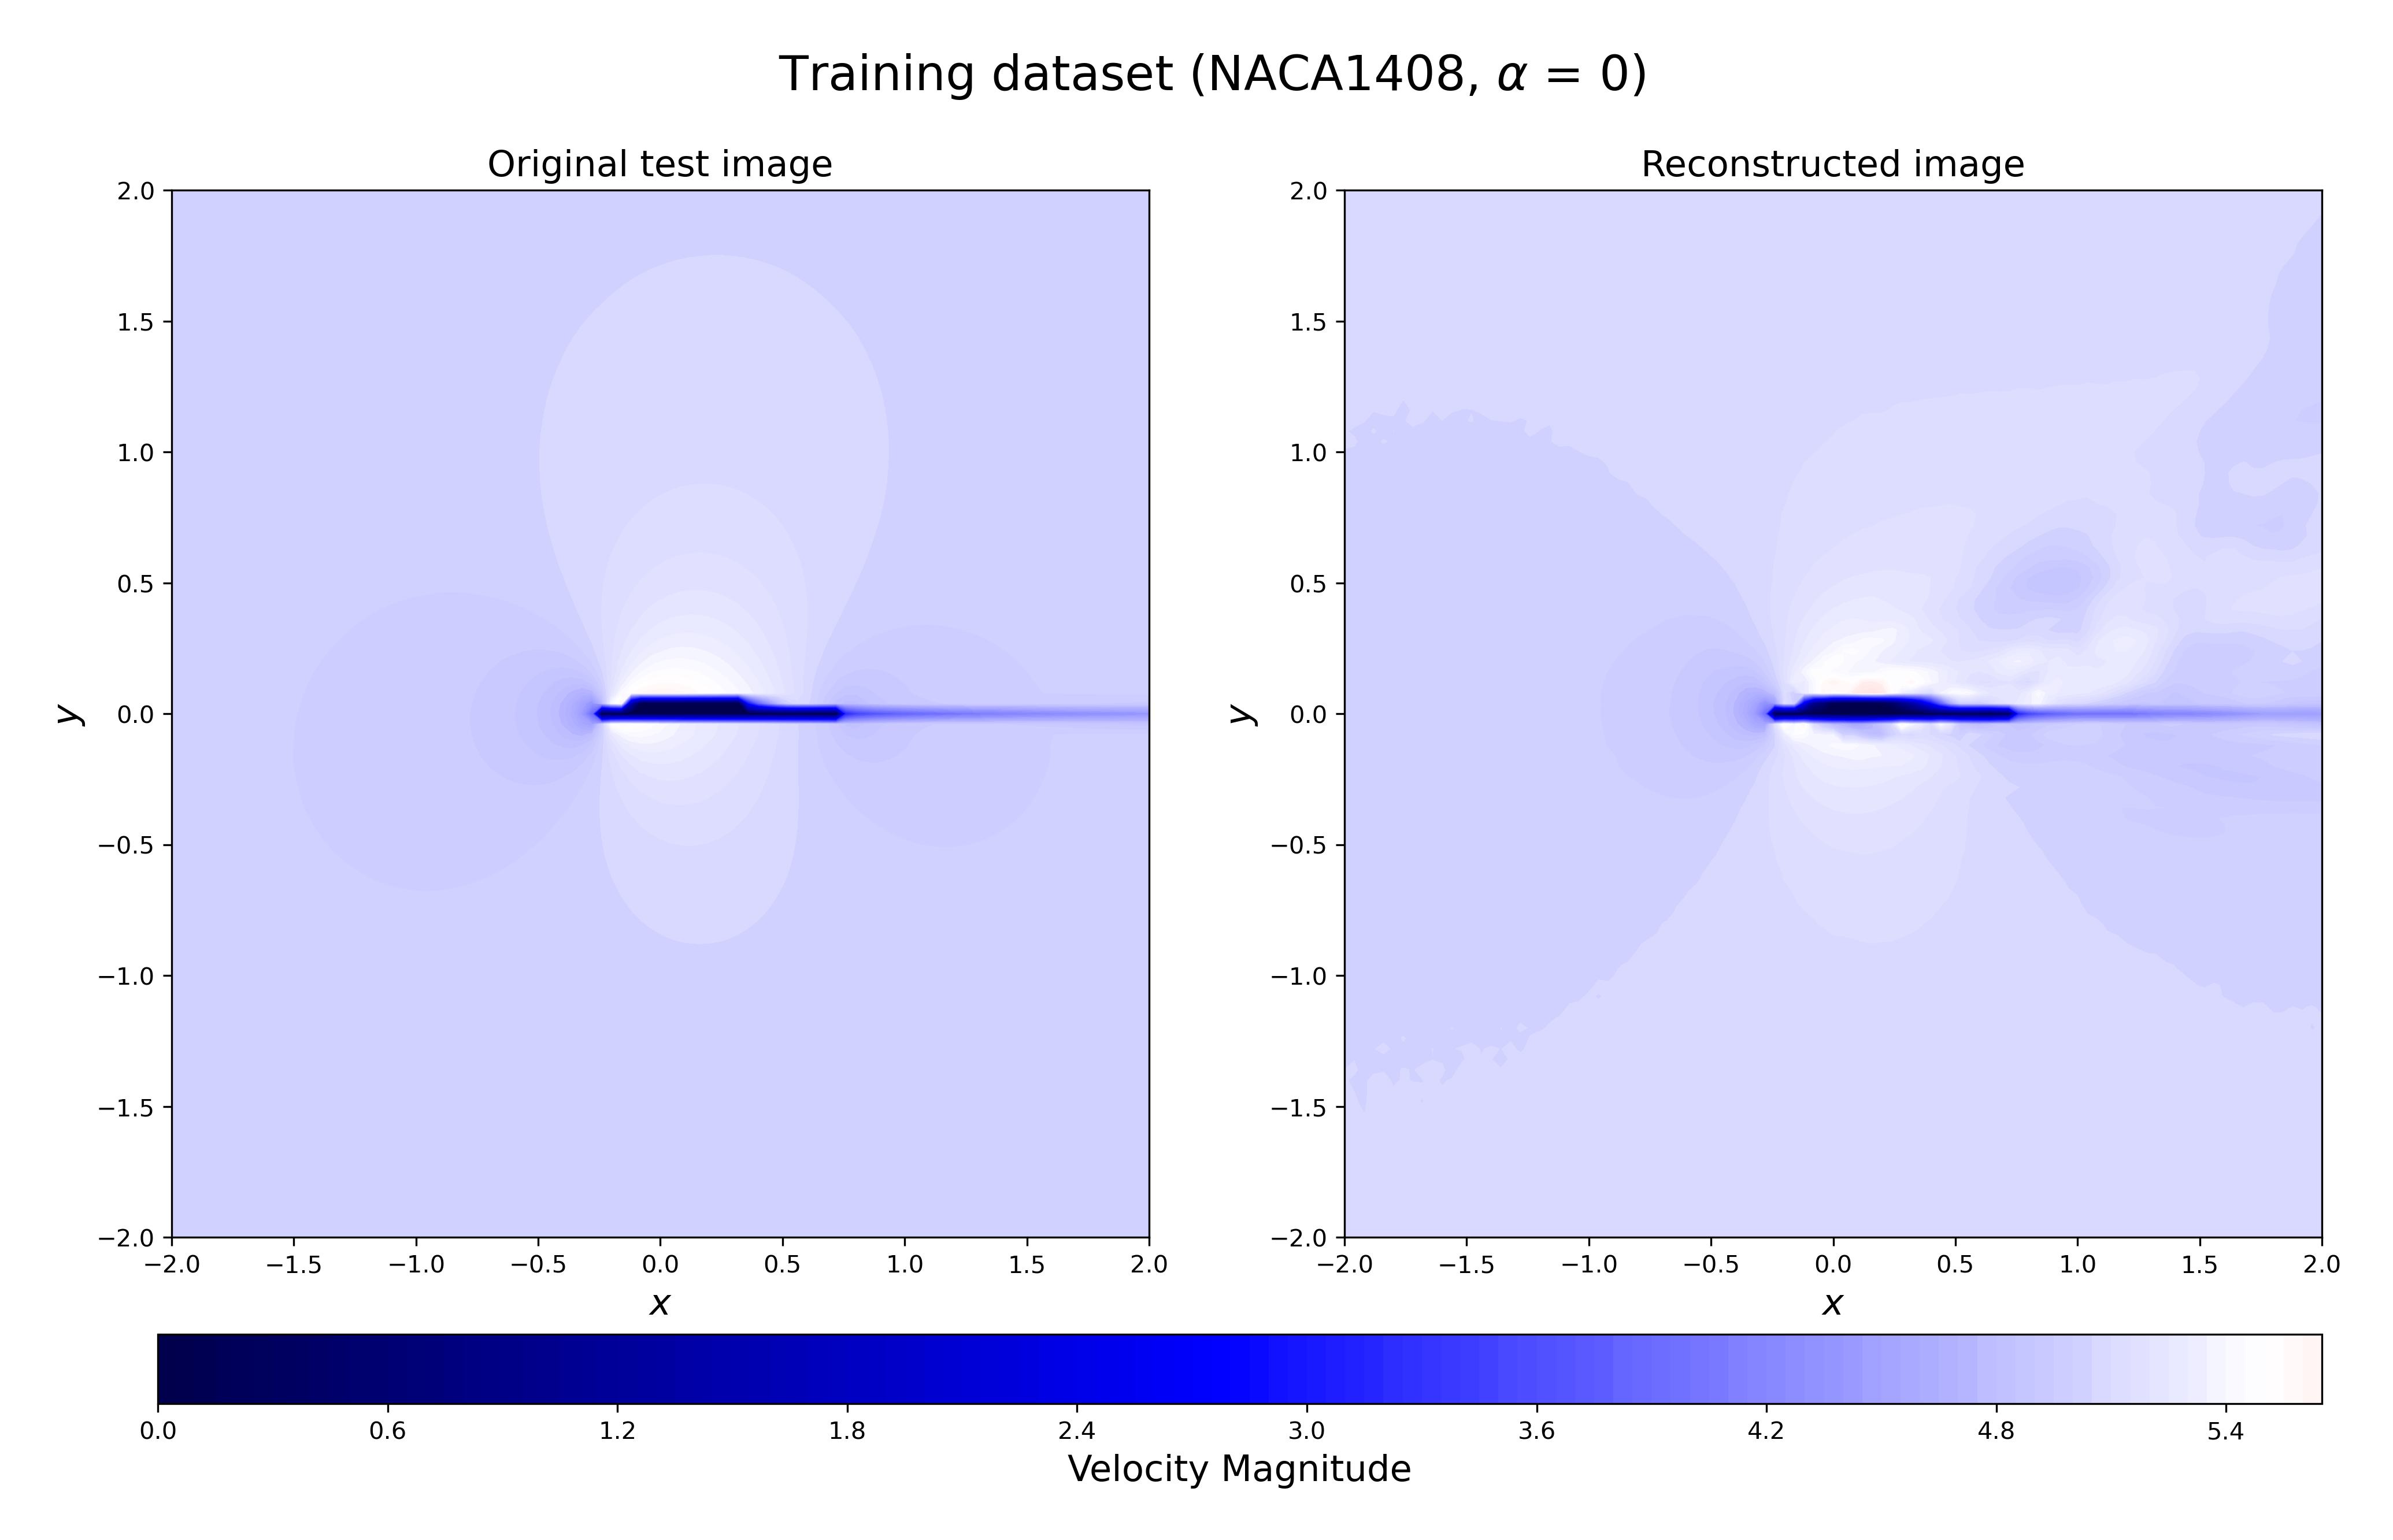 Training dataset (NACA1408, α = 0)
Original test image
2.0
1.5
1.0
0.5
0.0
−0.5
−1.0
−1.5
−2.0
y
−2.0 −1.5 −1.0 −0.5 0.0 0.5 1.0 1.5 2.0
x
Reconstructed image
2.0
1.5
1.0
0.5
0.0
−0.5
−1.0
−1.5
−2.0
y
−2.0 −1.5 −1.0 −0.5 0.0 0.5 1.0 1.5 2.0
x
0.0 0.6 1.2 1.8 2.4 3.0 3.6 4.2 4.8 5.4
Velocity Magnitude